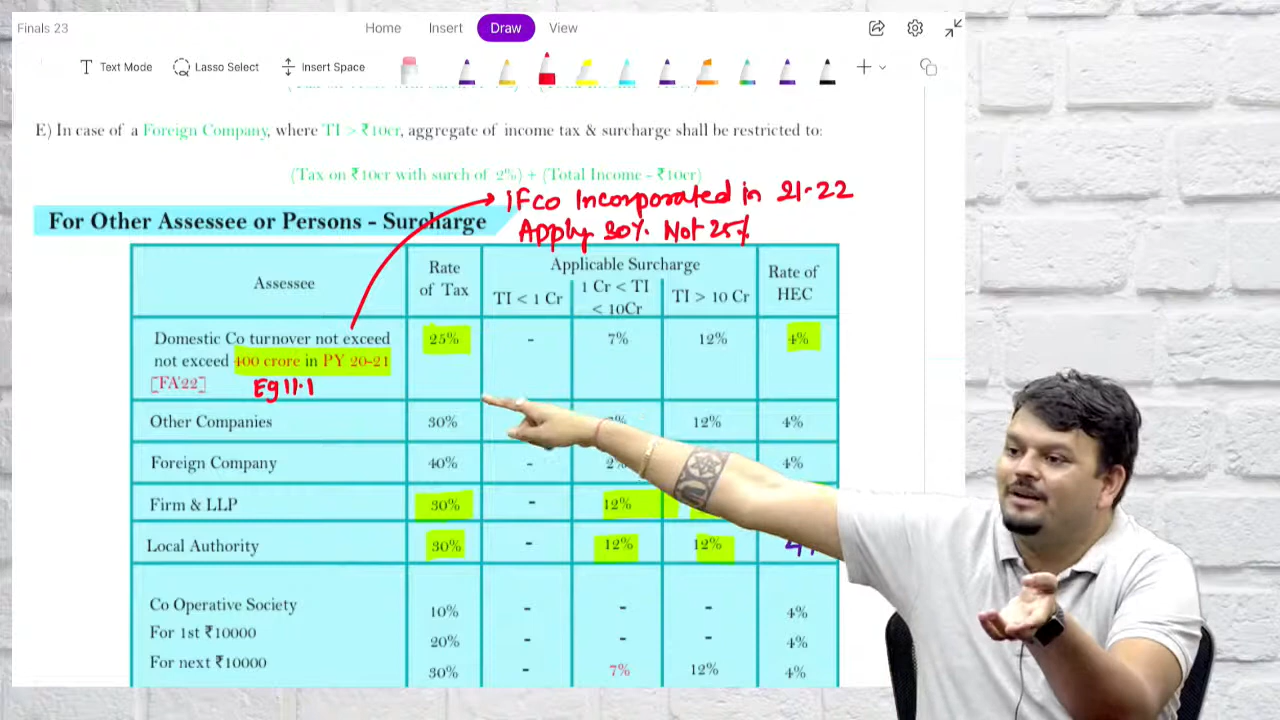 Finals 23
Home Insert Draw View
Text Mode Lasso Select Insert Space
E) In case of a Foreign Company, where TI > ₹10cr, aggregate of income tax & surcharge shall be restricted to:
(Tax on ₹10cr with surch of 2%) + (Total Income - ₹10cr)
iFco Incorporated in 21-22
Apply 30%. Not 25%
For Other Assessee or Persons - Surcharge
Assessee Rate of Tax Applicable Surcharge Rate of HEC
TI < 1 Cr 1 Cr < TI < 10Cr TI > 10 Cr
Domestic Co turnover not exceed 25% - 7% 12% 4%
not exceed 400 crore in PY 20-21
[FA'22] Eg 11.1
Other Companies 30% 12% 4%
Foreign Company 40% - 2% 4%
Firm & LLP 30% - 12%
Local Authority 30% - 12% 12%
Co Operative Society
For 1st ₹10000 10% - - - 4%
For next ₹10000 20% - - - 4%
30% - 7% 12% 4%